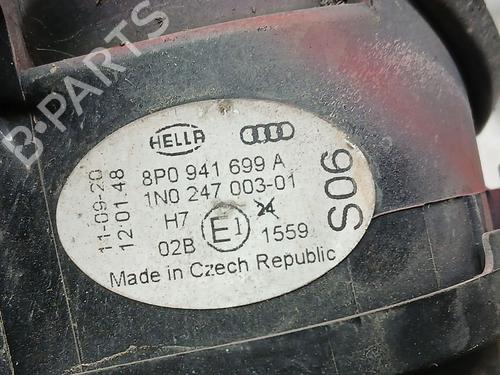 B-PARTS
HELLA
8P0 941 699 A
1N0 247 003-01
H7
24
02B
E1
1559
Made in Czech Republic
11-09-20
12:01:48
S06